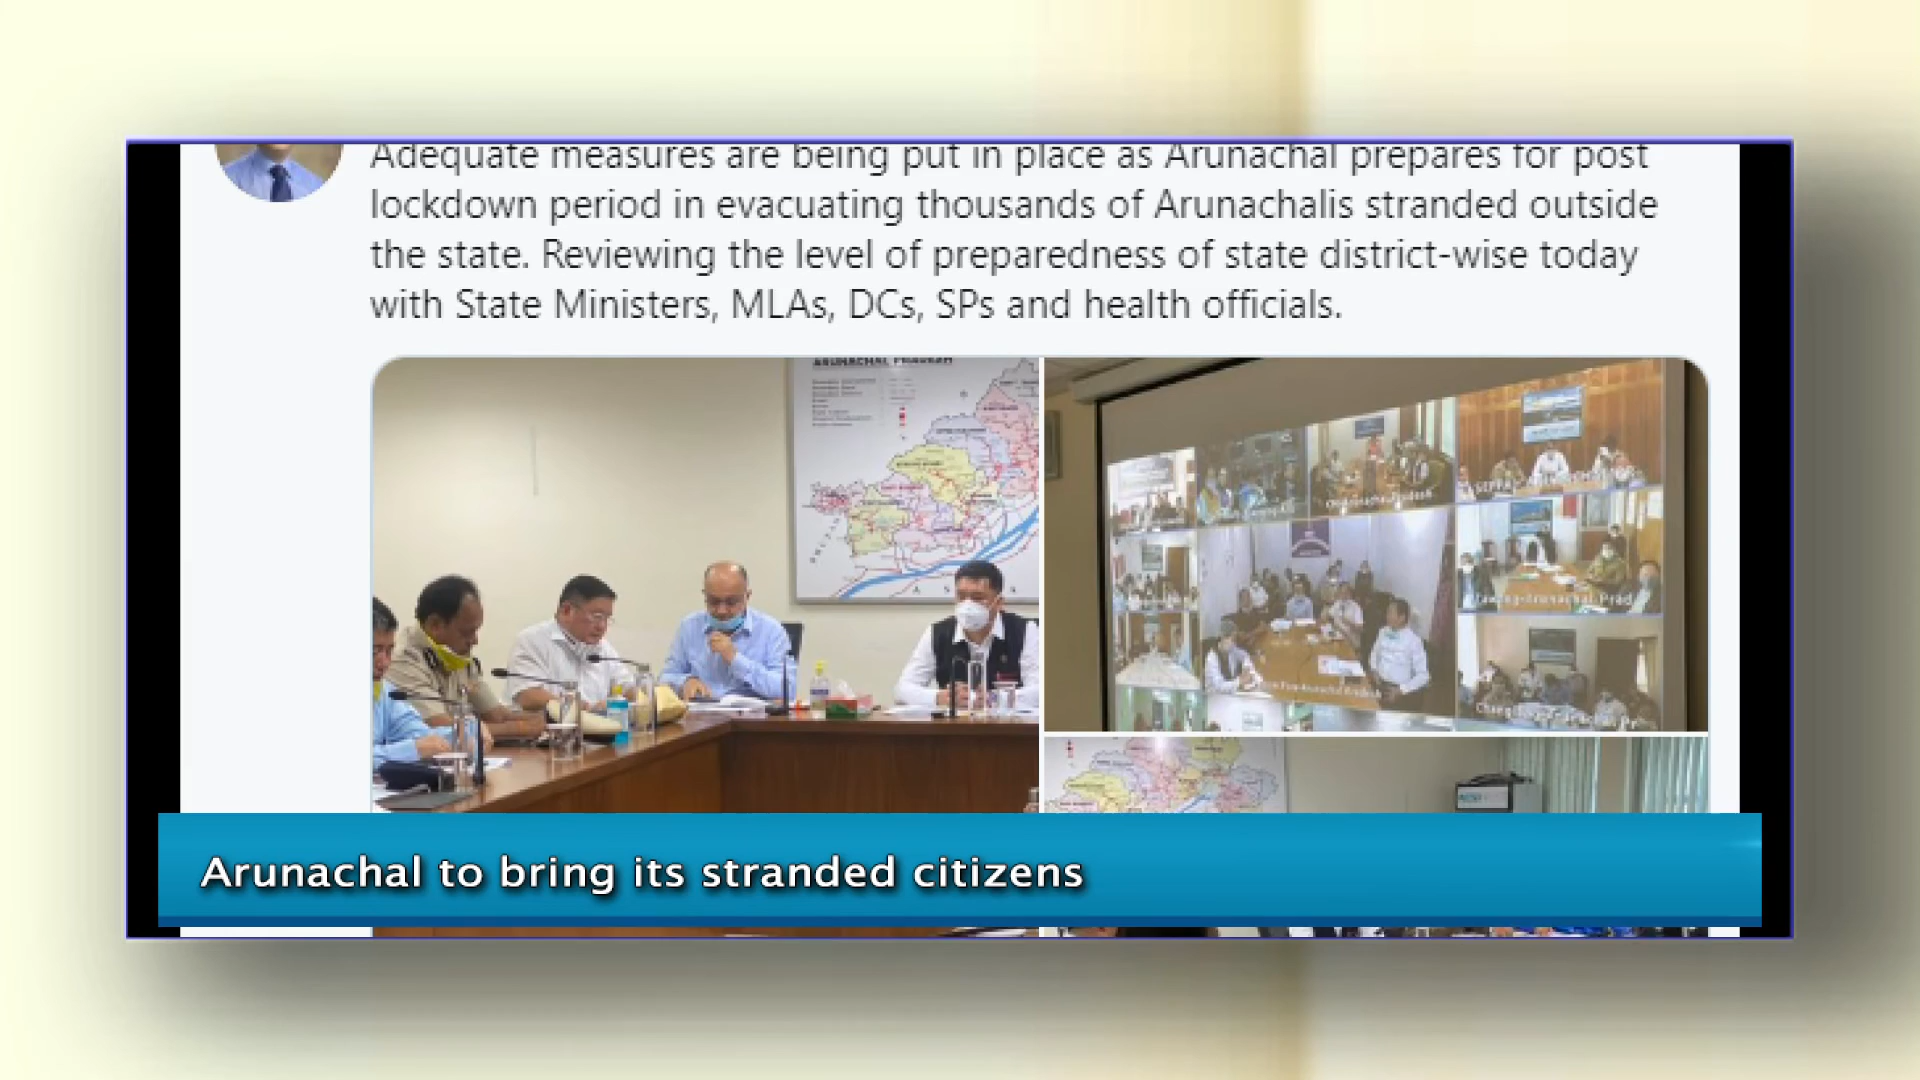 Adequate measures are being put in place as Arunachal prepares for post
lockdown period in evacuating thousands of Arunachalis stranded outside
the state. Reviewing the level of preparedness of state district-wise today
with State Ministers, MLAs, DCs, SPs and health officials.
ARUNACHAL PRADESH
Arunachal to bring its stranded citizens